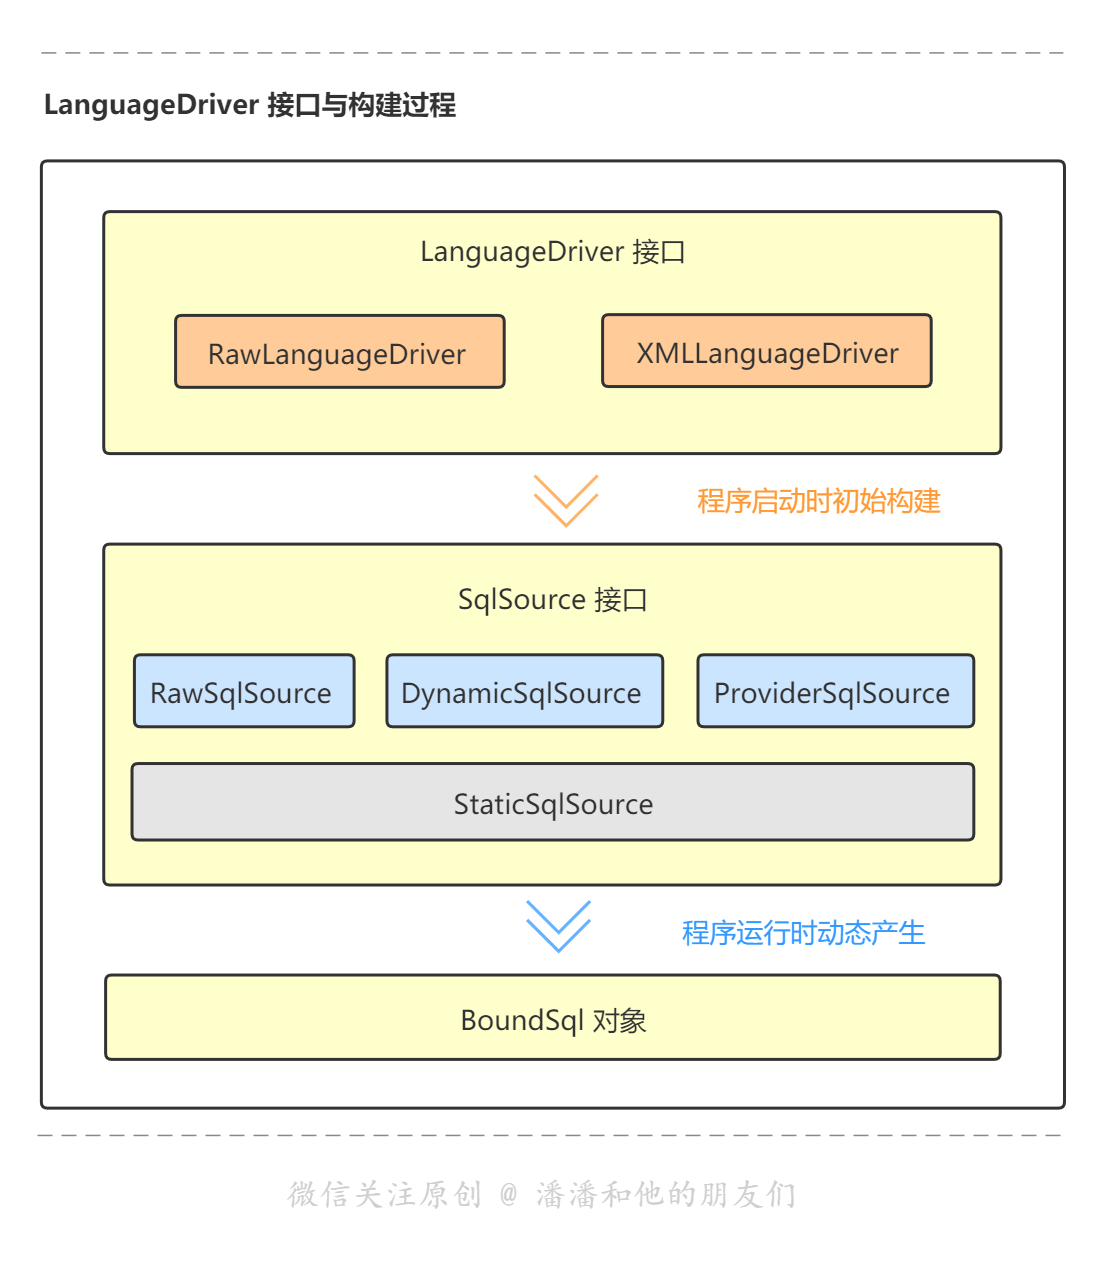 LanguageDriver 接口与构建过程
LanguageDriver 接口
RawLanguageDriver
XMLLanguageDriver
程序启动时初始构建
SqlSource 接口
RawSqlSource
DynamicSqlSource
ProviderSqlSource
StaticSqlSource
程序运行时动态产生
BoundSql 对象
微信关注原创 @ 潘潘和他的朋友们